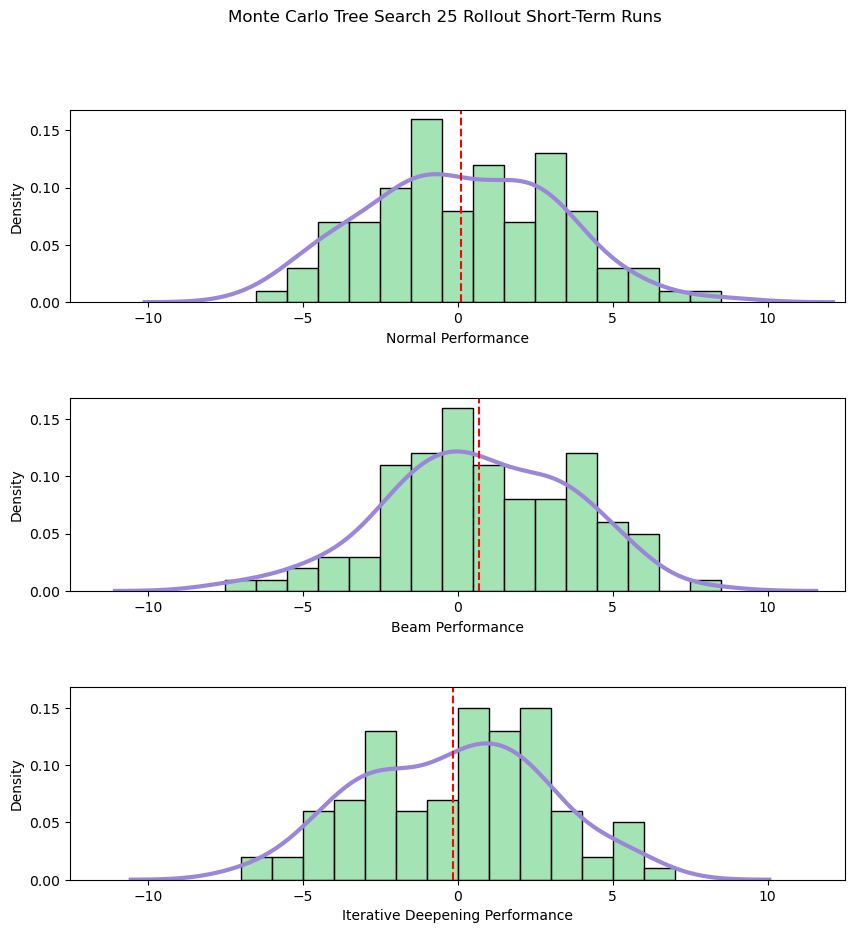 Monte Carlo Tree Search 25 Rollout Short-Term Runs
0.15
0.10
0.05
0.00
Density
−10 −5 0 5 10
Normal Performance
0.15
0.10
0.05
0.00
Density
−10 −5 0 5 10
Beam Performance
0.15
0.10
0.05
0.00
Density
−10 −5 0 5 10
Iterative Deepening Performance